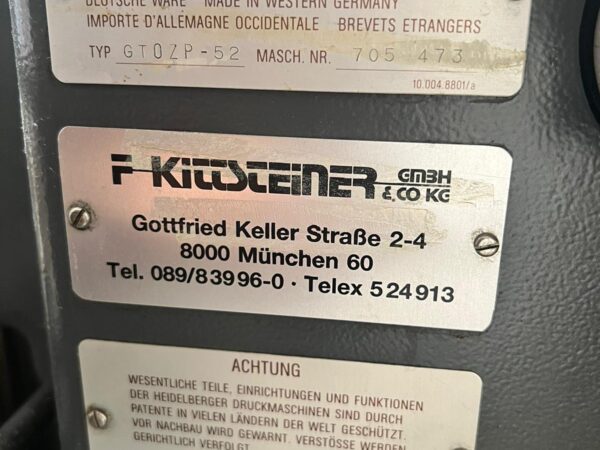 DEUTSCHE WARE MADE IN WESTERN GERMANY
IMPORTE D'ALLEMAGNE OCCIDENTALE BREVETS ETRANGERS
TYP GTOZP-52 MASCH. NR. 705 473
10.004.8801/a
F KITTSTEINER GMBH & CO KG
Gottfried Keller Straße 2-4
8000 München 60
Tel. 089/83996-0 · Telex 524913
ACHTUNG
WESENTLICHE TEILE, EINRICHTUNGEN UND FUNKTIONEN
DER HEIDELBERGER DRUCKMASCHINEN SIND DURCH
PATENTE IN VIELEN LÄNDERN DER WELT GESCHÜTZT.
VOR NACHBAU WIRD GEWARNT. VERSTÖSSE WERDEN
GERICHTLICH VERFOLGT.